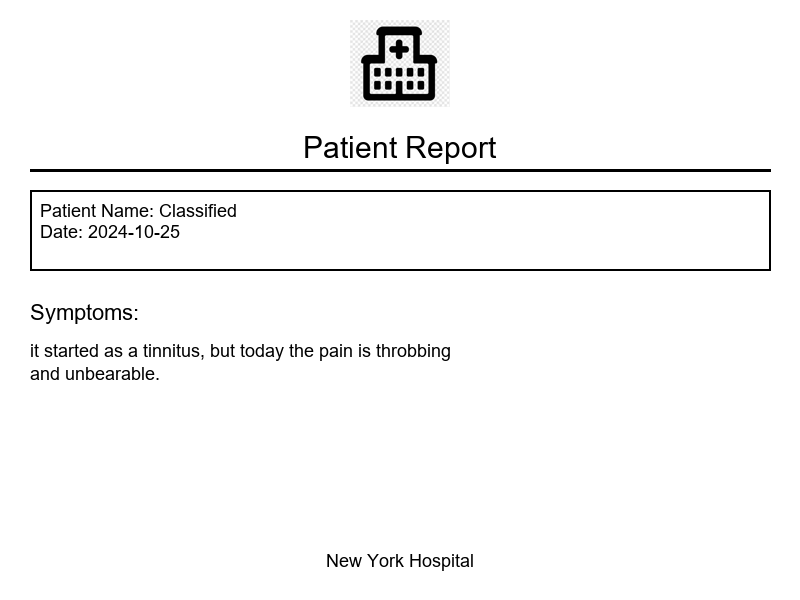 Patient Report
Patient Name: Classified
Date: 2024-10-25
Symptoms:
it started as a tinnitus, but today the pain is throbbing
and unbearable.
New York Hospital